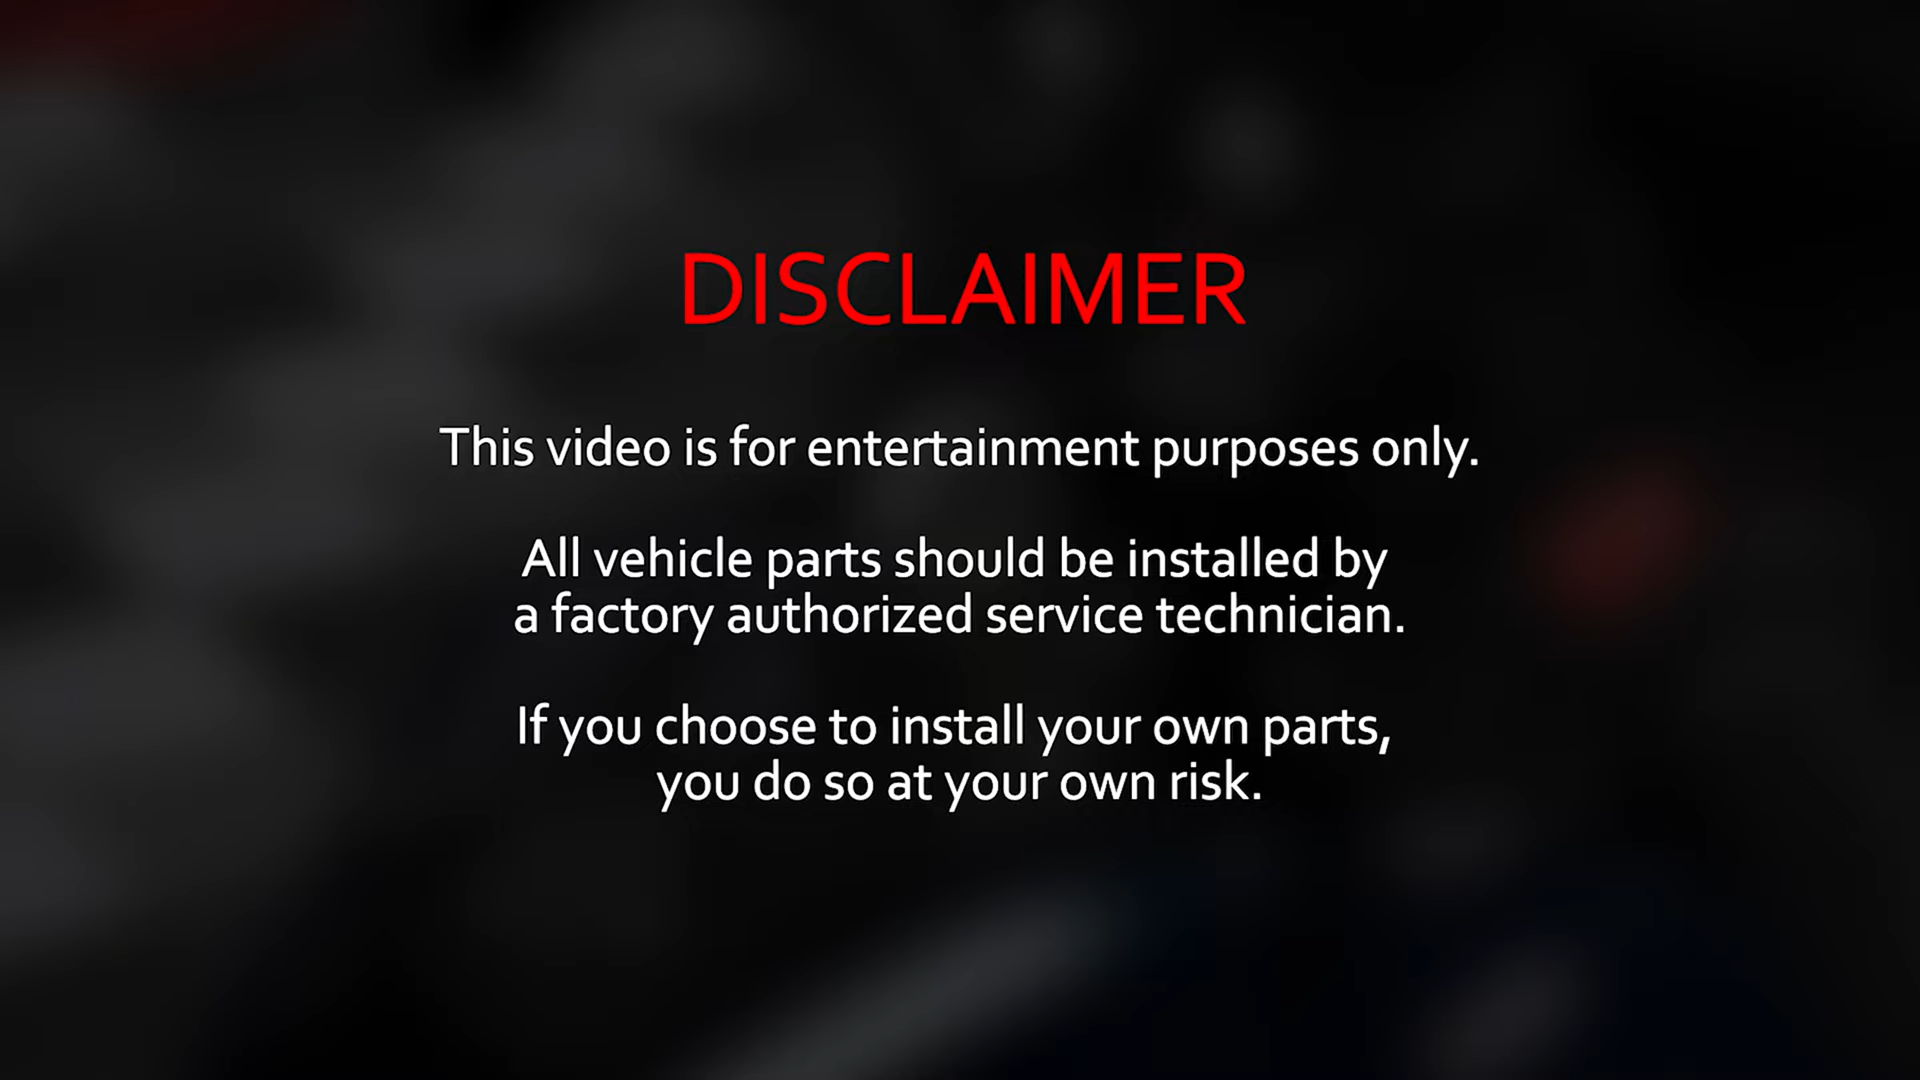 DISCLAIMER
This video is for entertainment purposes only.
All vehicle parts should be installed by
a factory authorized service technician.
If you choose to install your own parts,
you do so at your own risk.